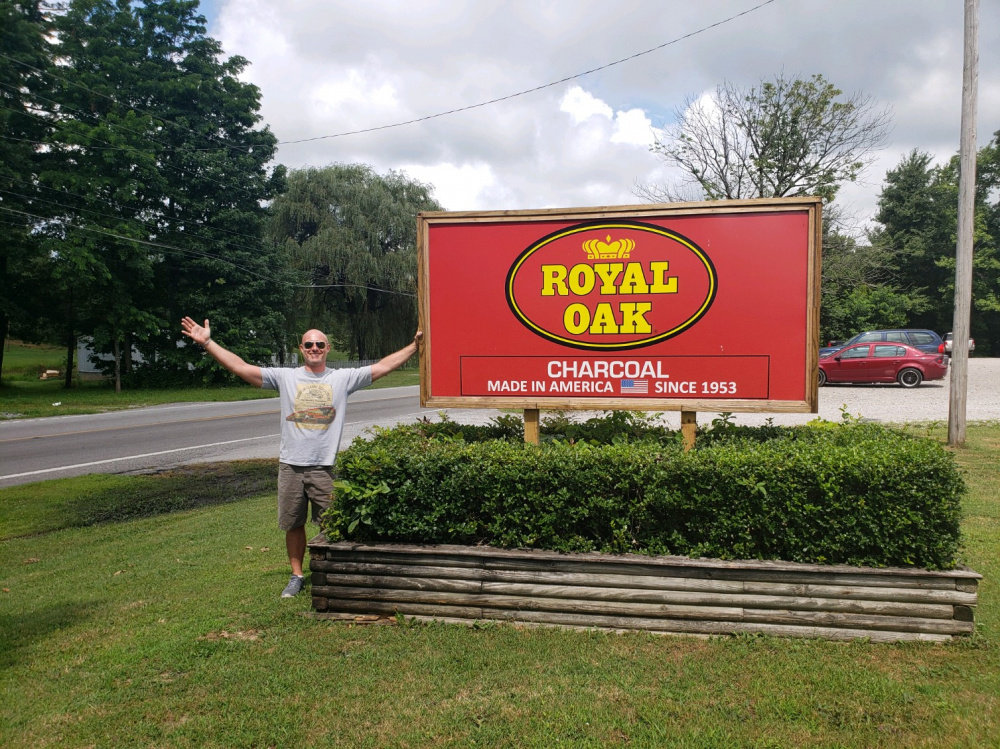 ROYAL
OAK
CHARCOAL
MADE IN AMERICA SINCE 1953